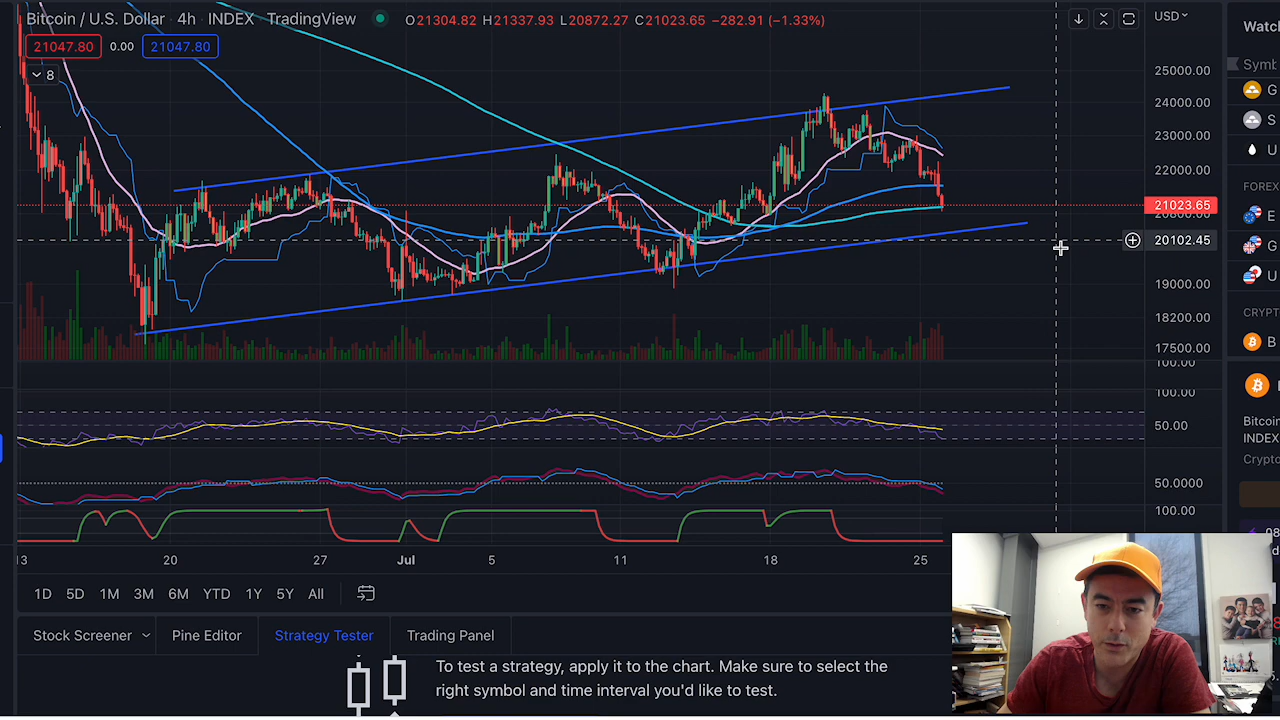 Bitcoin / U.S. Dollar · 4h · INDEX · TradingView O21304.82 H21337.93 L20872.27 C21023.65 −282.91 (−1.33%)
USD
Watch
21047.80 0.00 21047.80
8
Symb
25000.00
24000.00
23000.00
22000.00
21023.65
20102.45
19000.00
18200.00
17500.00
100.00
100.00
50.00
50.0000
100.00
G
S
U
FOREX
E
G
U
CRYPT
B
Bitcoin
INDEX
Crypto
13 20 27 Jul 5 11 18 25
1D 5D 1M 3M 6M YTD 1Y 5Y All
Stock Screener Pine Editor Strategy Tester Trading Panel
To test a strategy, apply it to the chart. Make sure to select the
right symbol and time interval you'd like to test.